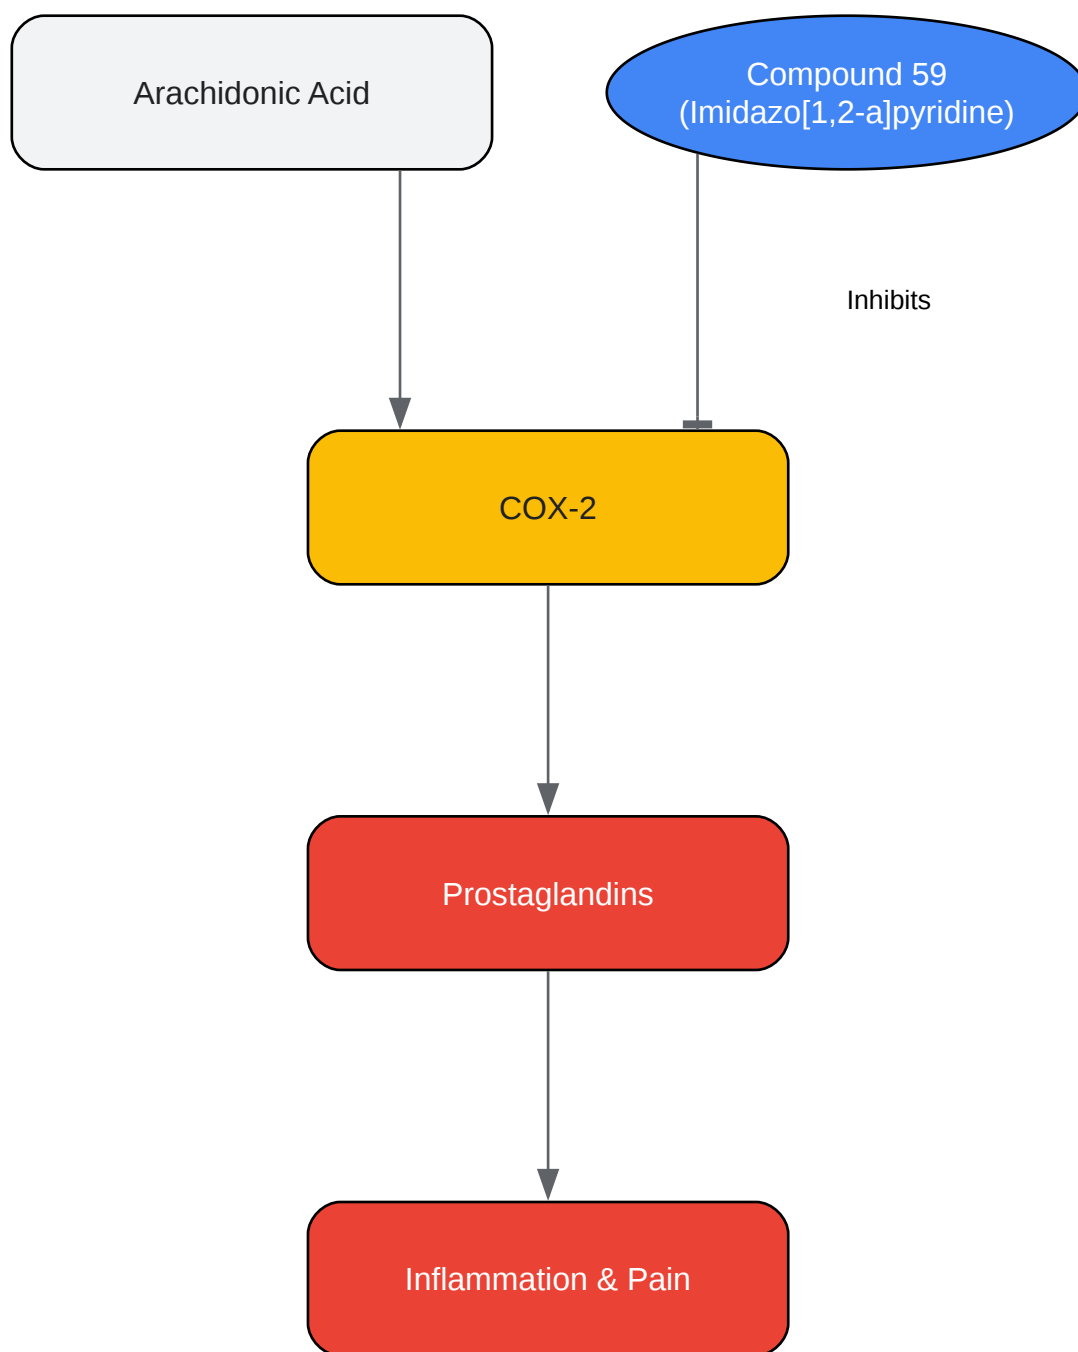 Arachidonic Acid
Compound 59
(Imidazo[1,2-a]pyridine)
Inhibits
COX-2
Prostaglandins
Inflammation & Pain